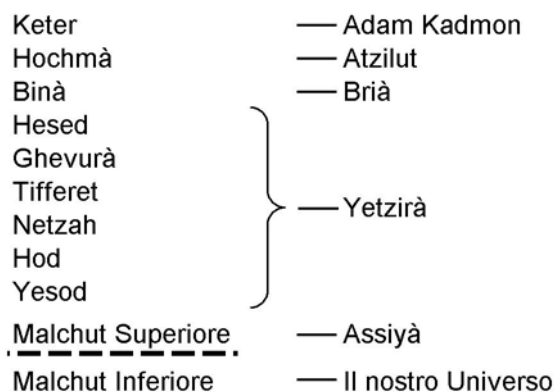 Keter — Adam Kadmon
Hochmà — Atzilut
Binà — Brià
Hesed
Ghevurà
Tifferet
Netzah — Yetzirà
Hod
Yesod
Malchut Superiore — Assiyà
Malchut Inferiore — Il nostro Universo